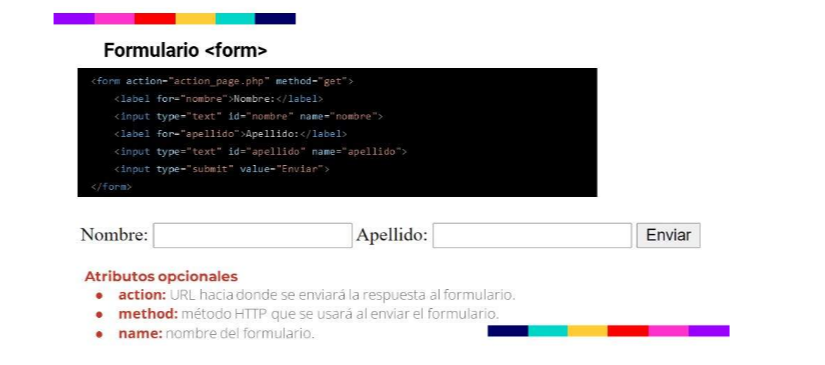 Formulario <form>
<form action="action_page.php" method="get">
<label for="nombre">Nombre:</label>
<input type="text" id="nombre" name="nombre">
<label for="apellido">Apellido:</label>
<input type="text" id="apellido" name="apellido">
<input type="submit" value="Enviar">
</form>
Nombre: Apellido: Enviar
Atributos opcionales
● action: URL hacia donde se enviará la respuesta al formulario.
● method: método HTTP que se usará al enviar el formulario.
● name: nombre del formulario.